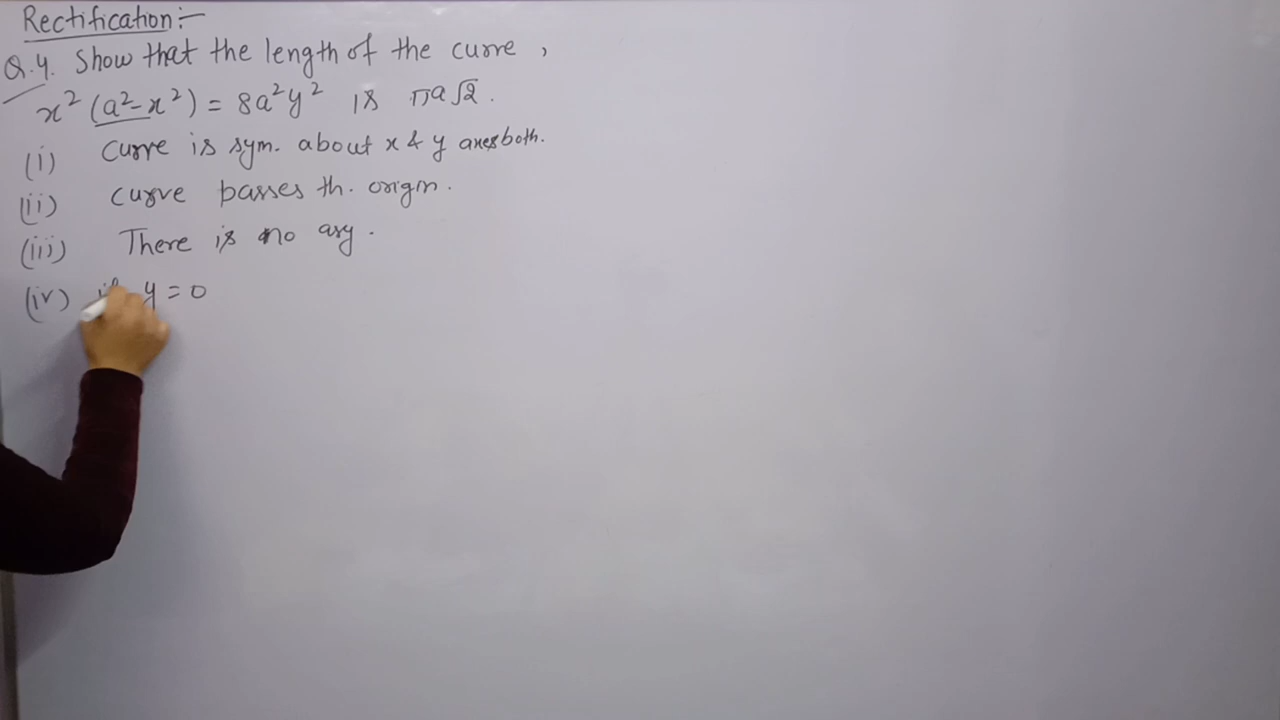 Rectification:-
Q.4. Show that the length of the curve,
x² (a²-x²) = 8a²y² is πa√2.
(i) Curve is sym. about x & y axes both.
(ii) Curve passes th. origin.
(iii) There is no asy.
(iv) y = 0